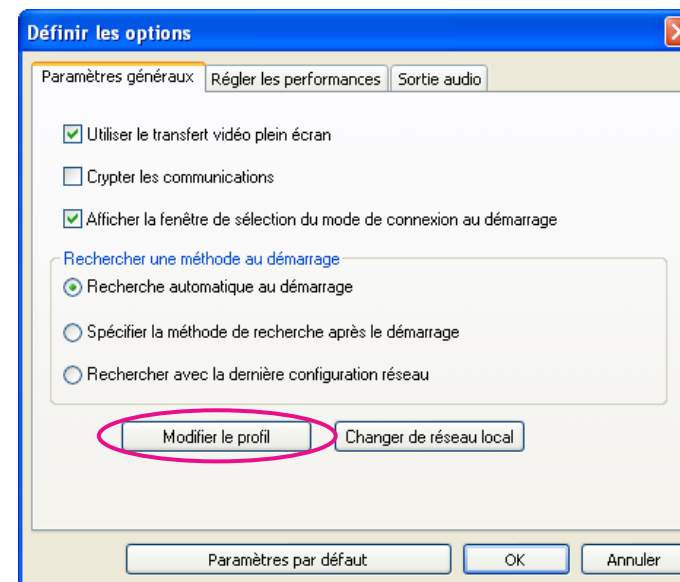 Définir les options
Paramètres généraux Régler les performances Sortie audio
Utiliser le transfert vidéo plein écran
Crypter les communications
Afficher la fenêtre de sélection du mode de connexion au démarrage
Rechercher une méthode au démarrage
Recherche automatique au démarrage
Spécifier la méthode de recherche après le démarrage
Rechercher avec la dernière configuration réseau
Modifier le profil Changer de réseau local
Paramètres par défaut OK Annuler